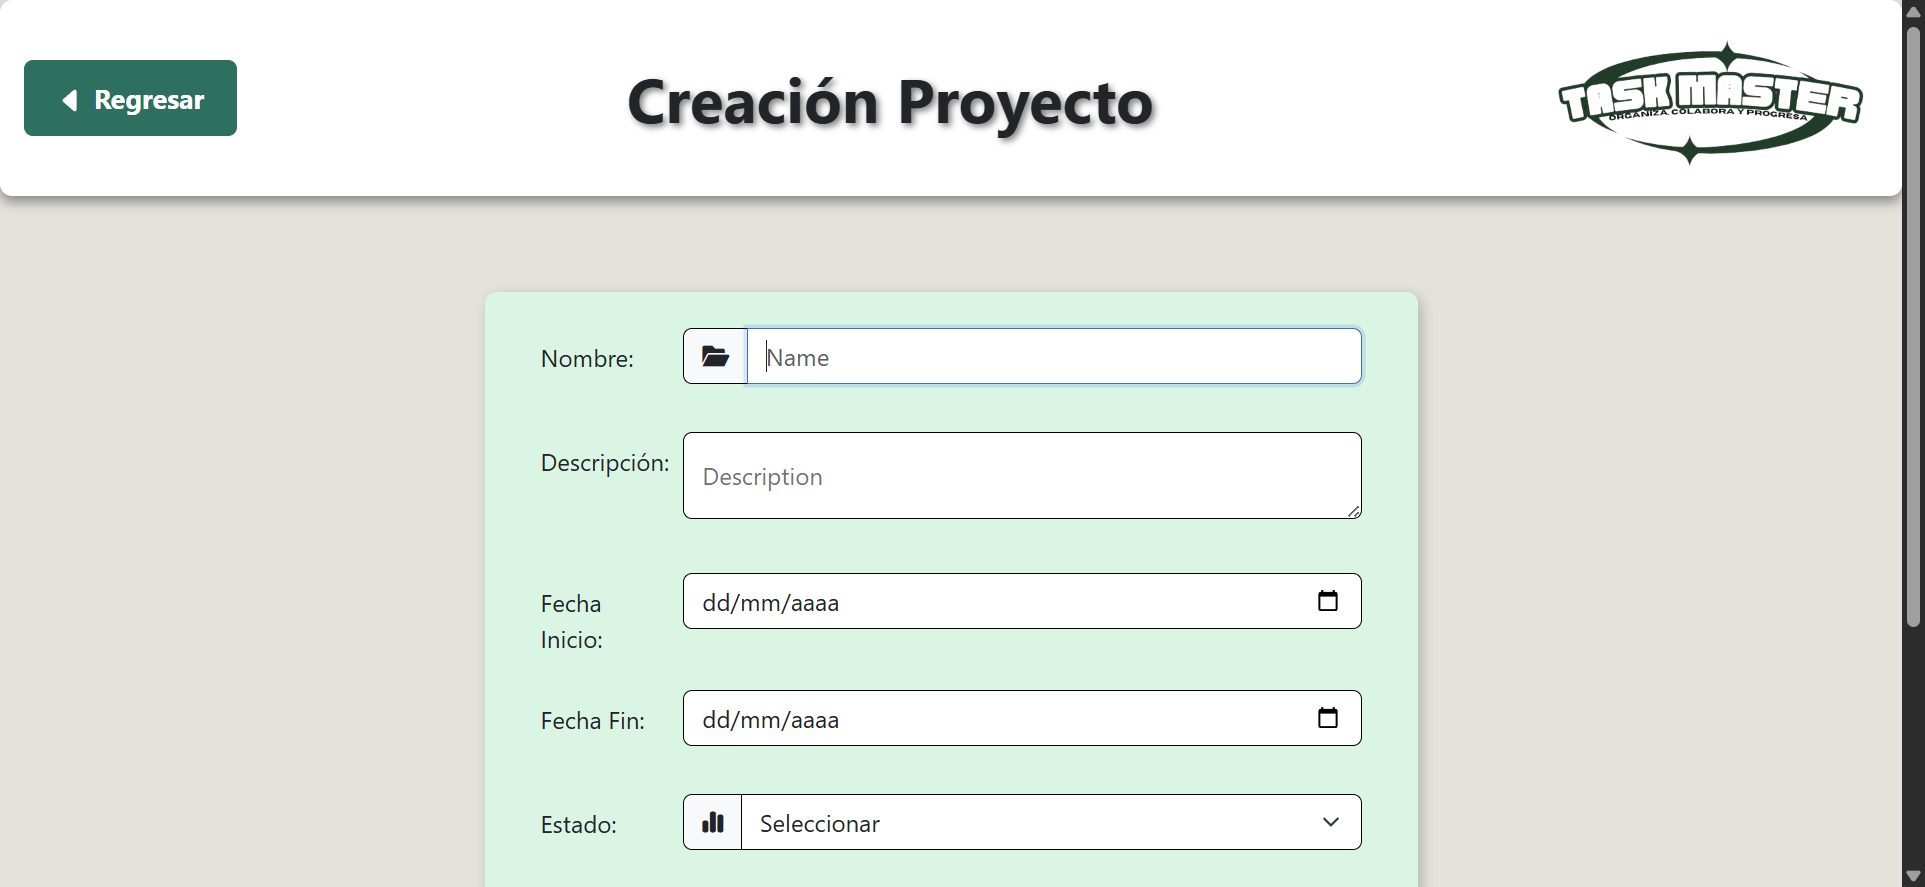 Regresar
Creación Proyecto
TASK MASTER
ORGANIZA, COLABORA Y PROGRESA
Nombre:
Name
Descripción:
Description
Fecha
Inicio:
dd/mm/aaaa
Fecha Fin:
dd/mm/aaaa
Estado:
Seleccionar